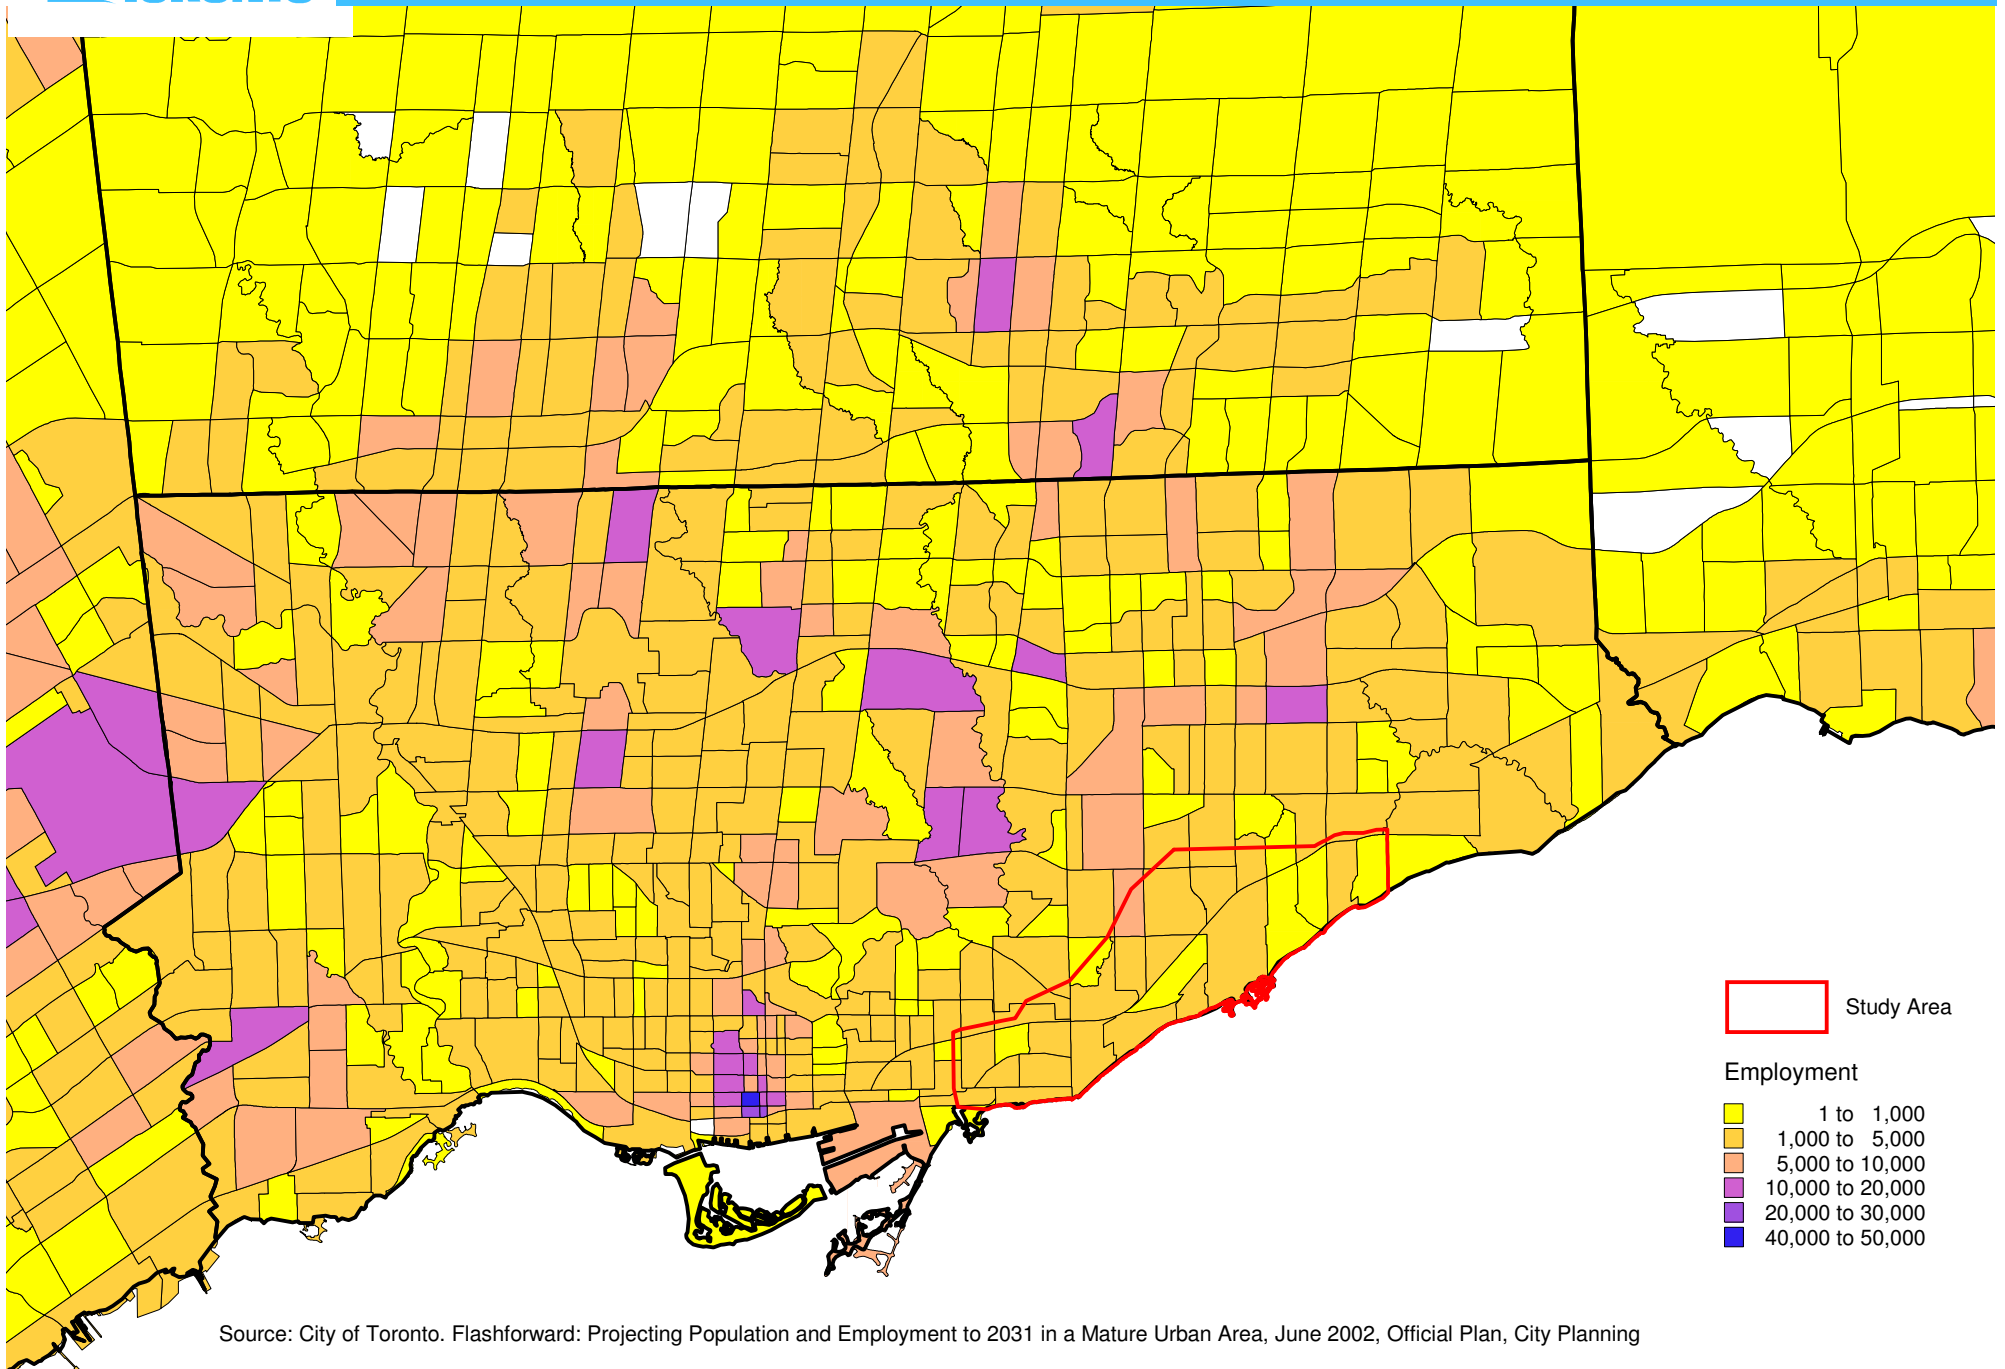 Study Area
Employment
1 to 1,000
1,000 to 5,000
5,000 to 10,000
10,000 to 20,000
20,000 to 30,000
40,000 to 50,000
Source: City of Toronto. Flashforward: Projecting Population and Employment to 2031 in a Mature Urban Area, June 2002, Official Plan, City Planning